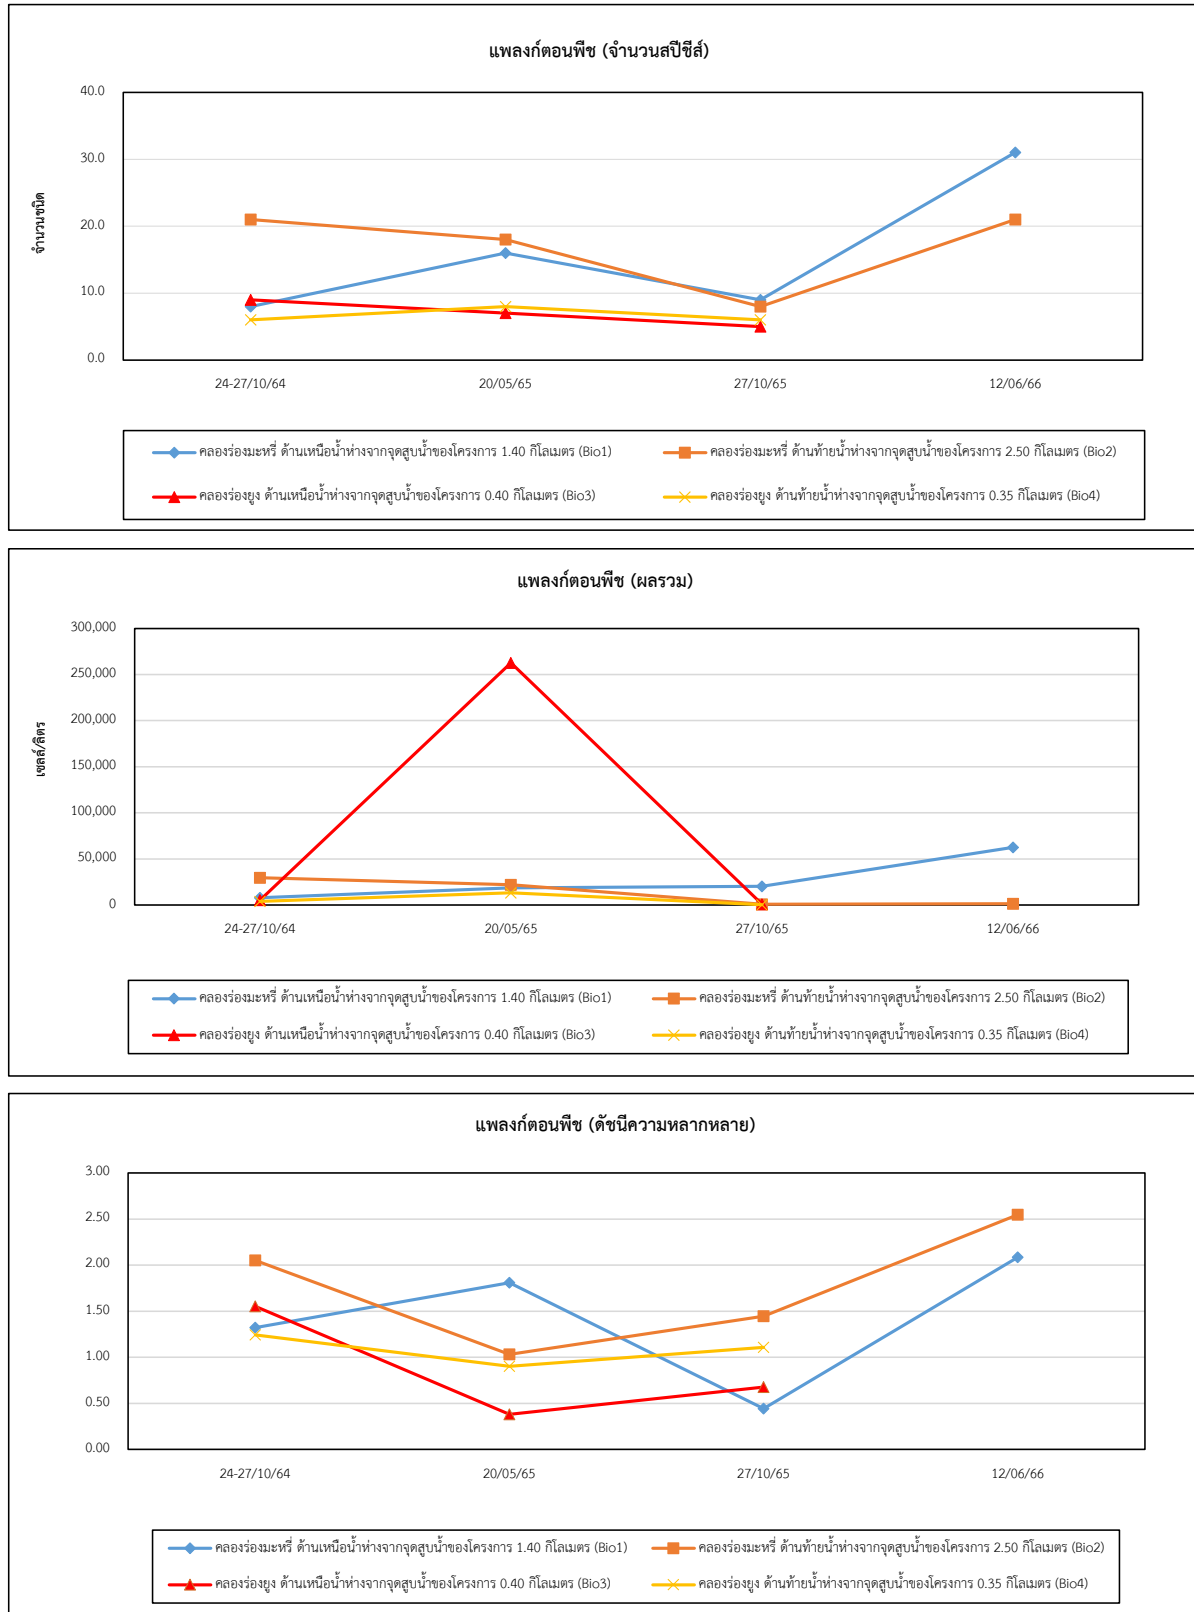 แพลงก์ตอนพืช (จำนวนสปีชีส์)
40.0
30.0
20.0
10.0
0.0
จำนวนชนิด
24-27/10/64 20/05/65 27/10/65 12/06/66
คลองร่องมะหรี่ ด้านเหนือน้ำห่างจากจุดสูบน้ำของโครงการ 1.40 กิโลเมตร (Bio1) คลองร่องมะหรี่ ด้านท้ายน้ำห่างจากจุดสูบน้ำของโครงการ 2.50 กิโลเมตร (Bio2)
คลองร่องยูง ด้านเหนือน้ำห่างจากจุดสูบน้ำของโครงการ 0.40 กิโลเมตร (Bio3) คลองร่องยูง ด้านท้ายน้ำห่างจากจุดสูบน้ำของโครงการ 0.35 กิโลเมตร (Bio4)
แพลงก์ตอนพืช (ผลรวม)
300,000
250,000
200,000
150,000
100,000
50,000
0
เซลล์/ลิตร
24-27/10/64 20/05/65 27/10/65 12/06/66
คลองร่องมะหรี่ ด้านเหนือน้ำห่างจากจุดสูบน้ำของโครงการ 1.40 กิโลเมตร (Bio1) คลองร่องมะหรี่ ด้านท้ายน้ำห่างจากจุดสูบน้ำของโครงการ 2.50 กิโลเมตร (Bio2)
คลองร่องยูง ด้านเหนือน้ำห่างจากจุดสูบน้ำของโครงการ 0.40 กิโลเมตร (Bio3) คลองร่องยูง ด้านท้ายน้ำห่างจากจุดสูบน้ำของโครงการ 0.35 กิโลเมตร (Bio4)
แพลงก์ตอนพืช (ดัชนีความหลากหลาย)
3.00
2.50
2.00
1.50
1.00
0.50
0.00
24-27/10/64 20/05/65 27/10/65 12/06/66
คลองร่องมะหรี่ ด้านเหนือน้ำห่างจากจุดสูบน้ำของโครงการ 1.40 กิโลเมตร (Bio1) คลองร่องมะหรี่ ด้านท้ายน้ำห่างจากจุดสูบน้ำของโครงการ 2.50 กิโลเมตร (Bio2)
คลองร่องยูง ด้านเหนือน้ำห่างจากจุดสูบน้ำของโครงการ 0.40 กิโลเมตร (Bio3) คลองร่องยูง ด้านท้ายน้ำห่างจากจุดสูบน้ำของโครงการ 0.35 กิโลเมตร (Bio4)